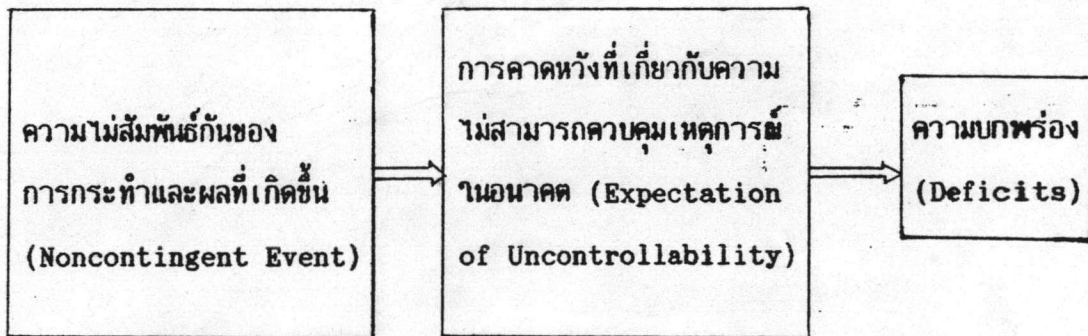 ความไม่สัมพันธ์กันของ
การกระทำและผลที่เกิดขึ้น
(Noncontingent Event)
การคาดหวังที่เกี่ยวกับความ
ไม่สามารถควบคุมเหตุการณ์
ในอนาคต (Expectation
of Uncontrollability)
ความบกพร่อง
(Deficits)